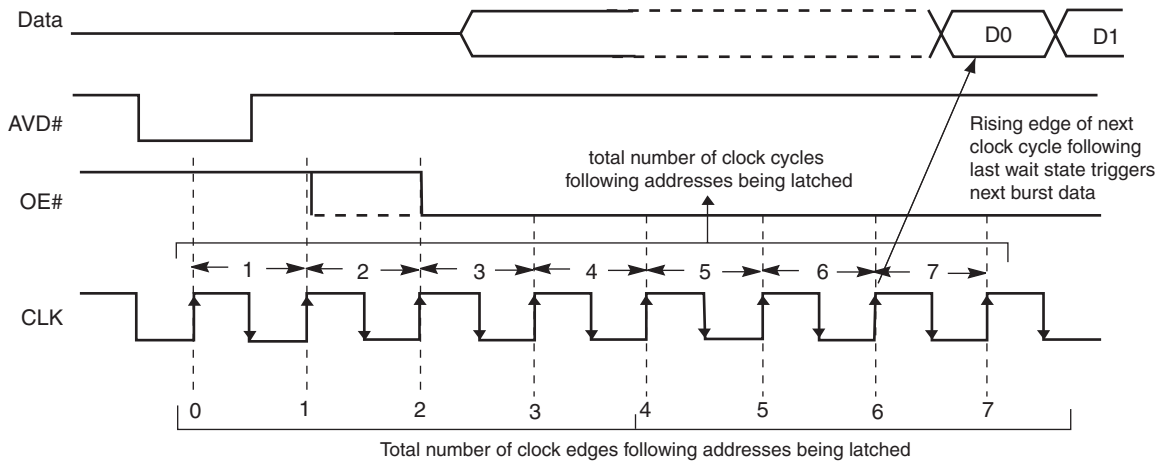 Data
D0
D1
AVD#
Rising edge of next
clock cycle following
last wait state triggers
next burst data
total number of clock cycles
following addresses being latched
OE#
1 2 3 4 5 6 7
CLK
0 1 2 3 4 5 6 7
Total number of clock edges following addresses being latched